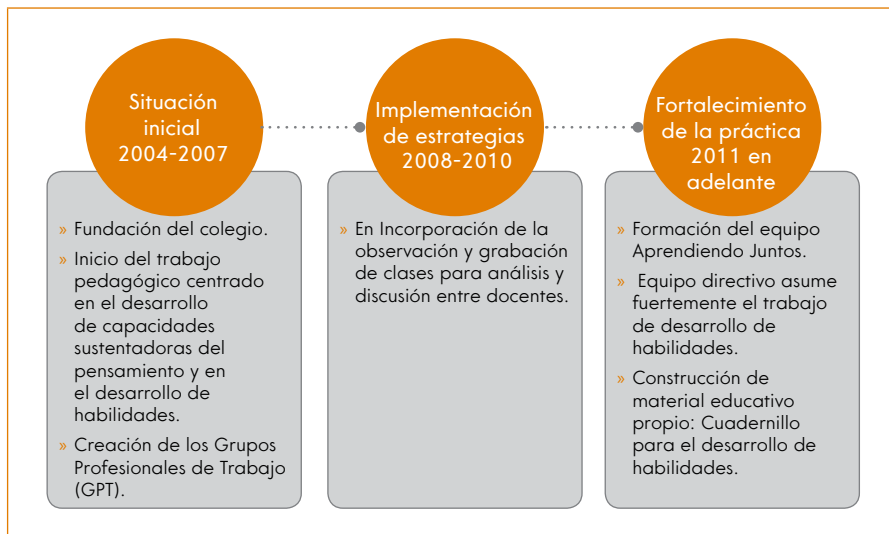 Situación
inicial
2004-2007
» Fundación del colegio.
» Inicio del trabajo
pedagógico centrado
en el desarrollo
de capacidades
sustentadoras del
pensamiento y en
el desarrollo de
habilidades.
» Creación de los Grupos
Profesionales de Trabajo
(GPT).
Implementación
de estrategias
2008-2010
» En Incorporación de la
observación y grabación
de clases para análisis y
discusión entre docentes.
Fortalecimiento
de la práctica
2011 en
adelante
» Formación del equipo
Aprendiendo Juntos.
» Equipo directivo asume
fuertemente el trabajo
de desarrollo de
habilidades.
» Construcción de
material educativo
propio: Cuadernillo
para el desarrollo de
habilidades.